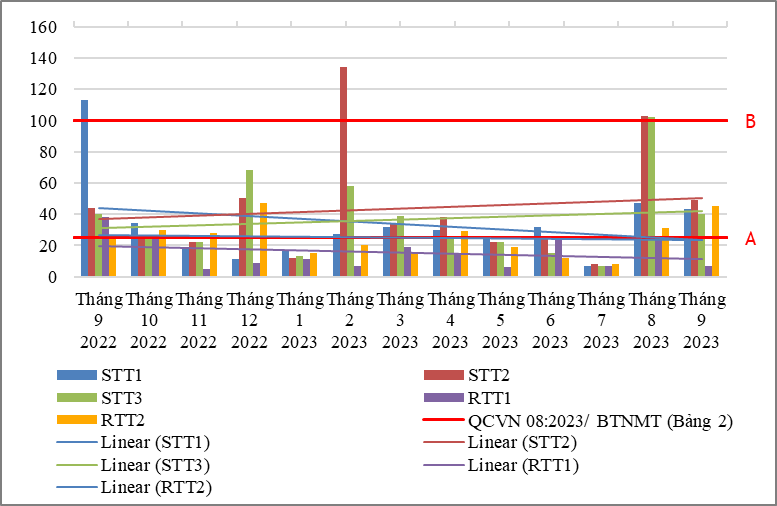 160
140
120
100
80
60
40
20
0
B
A
Tháng 9 2022
Tháng 10 2022
Tháng 11 2022
Tháng 12 2022
Tháng 1 2023
Tháng 2 2023
Tháng 3 2023
Tháng 4 2023
Tháng 5 2023
Tháng 6 2023
Tháng 7 2023
Tháng 8 2023
Tháng 9 2023
STT1
STT2
STT3
RTT1
RTT2
QCVN 08:2023/ BTNMT (Bảng 2)
Linear (STT1)
Linear (STT2)
Linear (STT3)
Linear (RTT1)
Linear (RTT2)